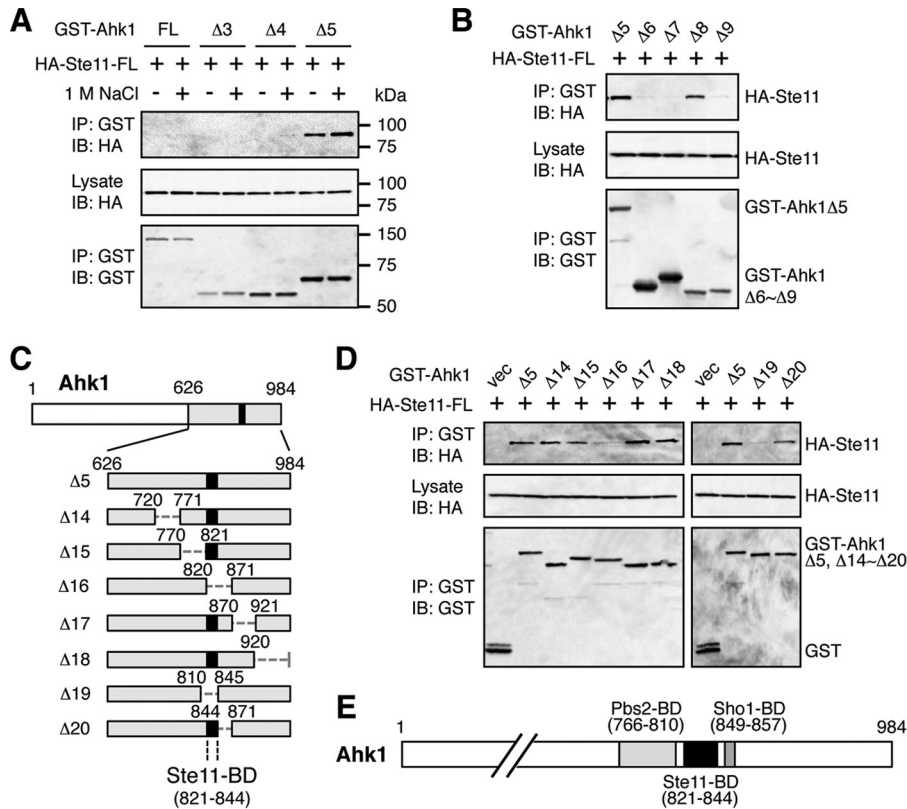 A
GST-Ahk1 FL Δ3 Δ4 Δ5
HA-Ste11-FL + + + + + + + +
1 M NaCl - + - + - + - + kDa
IP: GST
IB: HA
100
75
Lysate
IB: HA
100
75
IP: GST
IB: GST
150
75
50
B
GST-Ahk1 Δ5 Δ6 Δ7 Δ8 Δ9
HA-Ste11-FL + + + + +
IP: GST
IB: HA
HA-Ste11
Lysate
IB: HA
HA-Ste11
IP: GST
IB: GST
GST-Ahk1Δ5
GST-Ahk1
Δ6~Δ9
C
Ahk1
1 626 984
626 984
Δ5
720 771
Δ14
770 821
Δ15
820 871
Δ16
870 921
Δ17
920
Δ18
810 845
Δ19
844 871
Δ20
Ste11-BD
(821-844)
D
GST-Ahk1 vec Δ5 Δ14 Δ15 Δ16 Δ17 Δ18 vec Δ5 Δ19 Δ20
HA-Ste11-FL + + + + + + + + + + +
IP: GST
IB: HA
HA-Ste11
Lysate
IB: HA
HA-Ste11
IP: GST
IB: GST
GST-Ahk1
Δ5, Δ14~Δ20
GST
E
Pbs2-BD
(766-810)
Sho1-BD
(849-857)
1 984
Ahk1
Ste11-BD
(821-844)